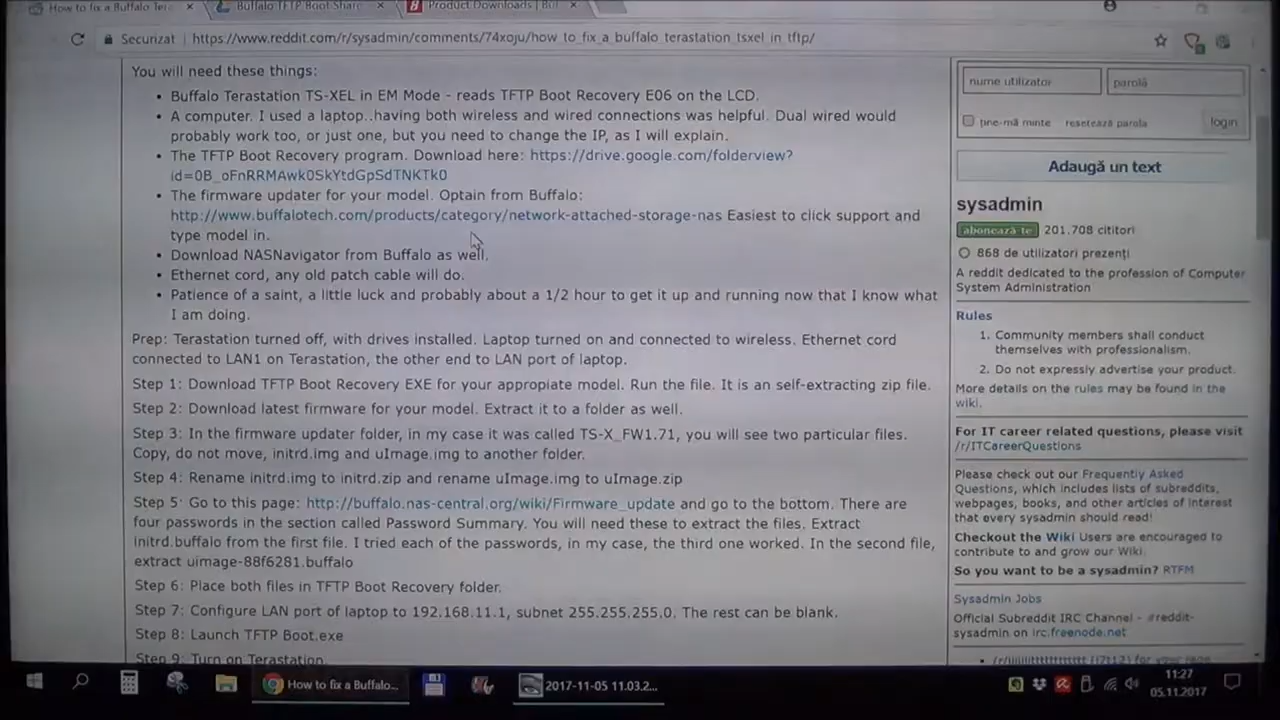 How to fix a Buffalo Ter
Buffalo TFTP Boot Share
Product Downloads | Buf
Securizat
https://www.reddit.com/r/sysadmin/comments/74xoju/how_to_fix_a_buffalo_terastation_tsxel_in_tftp/
You will need these things:
• Buffalo Terastation TS-XEL in EM Mode - reads TFTP Boot Recovery E06 on the LCD.
• A computer. I used a laptop..having both wireless and wired connections was helpful. Dual wired would
probably work too, or just one, but you need to change the IP, as I will explain.
• The TFTP Boot Recovery program. Download here: https://drive.google.com/folderview?
id=0B_oFnRRMAwk0SkYtdGpSdTNKTk0
• The firmware updater for your model. Optain from Buffalo:
http://www.buffalotech.com/products/category/network-attached-storage-nas Easiest to click support and
type model in.
• Download NASNavigator from Buffalo as well.
• Ethernet cord, any old patch cable will do.
• Patience of a saint, a little luck and probably about a 1/2 hour to get it up and running now that I know what
I am doing.
Prep: Terastation turned off, with drives installed. Laptop turned on and connected to wireless. Ethernet cord
connected to LAN1 on Terastation, the other end to LAN port of laptop.
Step 1: Download TFTP Boot Recovery EXE for your appropiate model. Run the file. It is an self-extracting zip file.
Step 2: Download latest firmware for your model. Extract it to a folder as well.
Step 3: In the firmware updater folder, in my case it was called TS-X_FW1.71, you will see two particular files.
Copy, do not move, initrd.img and uImage.img to another folder.
Step 4: Rename initrd.img to initrd.zip and rename uImage.img to uImage.zip
Step 5: Go to this page: http://buffalo.nas-central.org/wiki/Firmware_update and go to the bottom. There are
four passwords in the section called Password Summary. You will need these to extract the files. Extract
initrd.buffalo from the first file. I tried each of the passwords, in my case, the third one worked. In the second file,
extract uimage-88f6281.buffalo
Step 6: Place both files in TFTP Boot Recovery folder.
Step 7: Configure LAN port of laptop to 192.168.11.1, subnet 255.255.255.0. The rest can be blank.
Step 8: Launch TFTP Boot.exe
Step 9: Turn on Terastation.
nume utilizator
parolă
ține-mă minte
resetează parola
login
Adaugă un text
sysadmin
abonează-te 201.708 cititori
868 de utilizatori prezenți
A reddit dedicated to the profession of Computer
System Administration
Rules
1. Community members shall conduct
themselves with professionalism.
2. Do not expressly advertise your product.
More details on the rules may be found in the
wiki.
For IT career related questions, please visit
/r/ITCareerQuestions
Please check out our Frequently Asked
Questions, which includes lists of subreddits,
webpages, books, and other articles of interest
that every sysadmin should read!
Checkout the Wiki Users are encouraged to
contribute to and grow our Wiki.
So you want to be a sysadmin? RTFM
Sysadmin Jobs
Official Subreddit IRC Channel - #reddit-
sysadmin on irc.freenode.net
How to fix a Buffalo...
2017-11-05 11.03.2...
11:27
05.11.2017